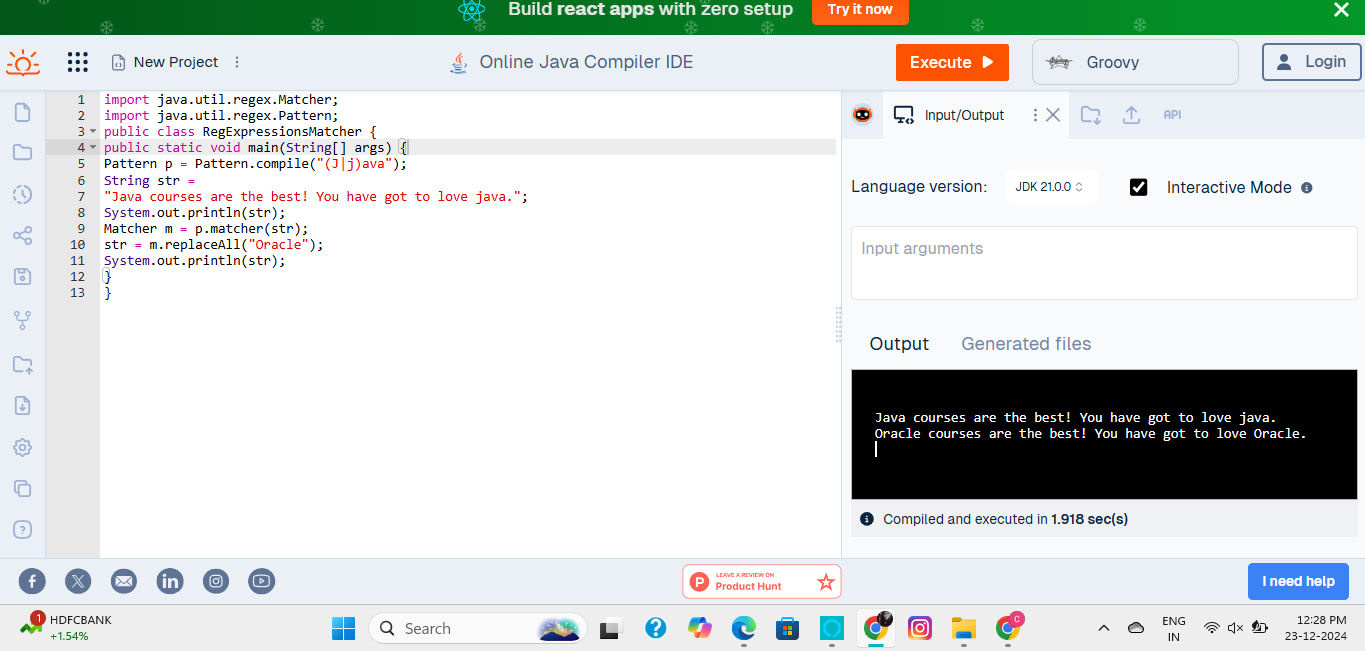 Build react apps with zero setup
Try it now
New Project
Online Java Compiler IDE
Execute
Groovy
Login
1 import java.util.regex.Matcher;
2 import java.util.regex.Pattern;
3 public class RegExpressionsMatcher {
4 public static void main(String[] args) {
5 Pattern p = Pattern.compile("(J|j)ava");
6 String str =
7 "Java courses are the best! You have got to love java.";
8 System.out.println(str);
9 Matcher m = p.matcher(str);
10 str = m.replaceAll("Oracle");
11 System.out.println(str);
12 }
13 }
Input/Output
API
Language version:
JDK 21.0.0
Interactive Mode
Input arguments
Output
Generated files
Java courses are the best! You have got to love java.
Oracle courses are the best! You have got to love Oracle.
Compiled and executed in 1.918 sec(s)
P
LEAVE A REVIEW ON
Product Hunt
I need help
1
HDFCBANK
+1.54%
Search
C
ENG
IN
12:28 PM
23-12-2024